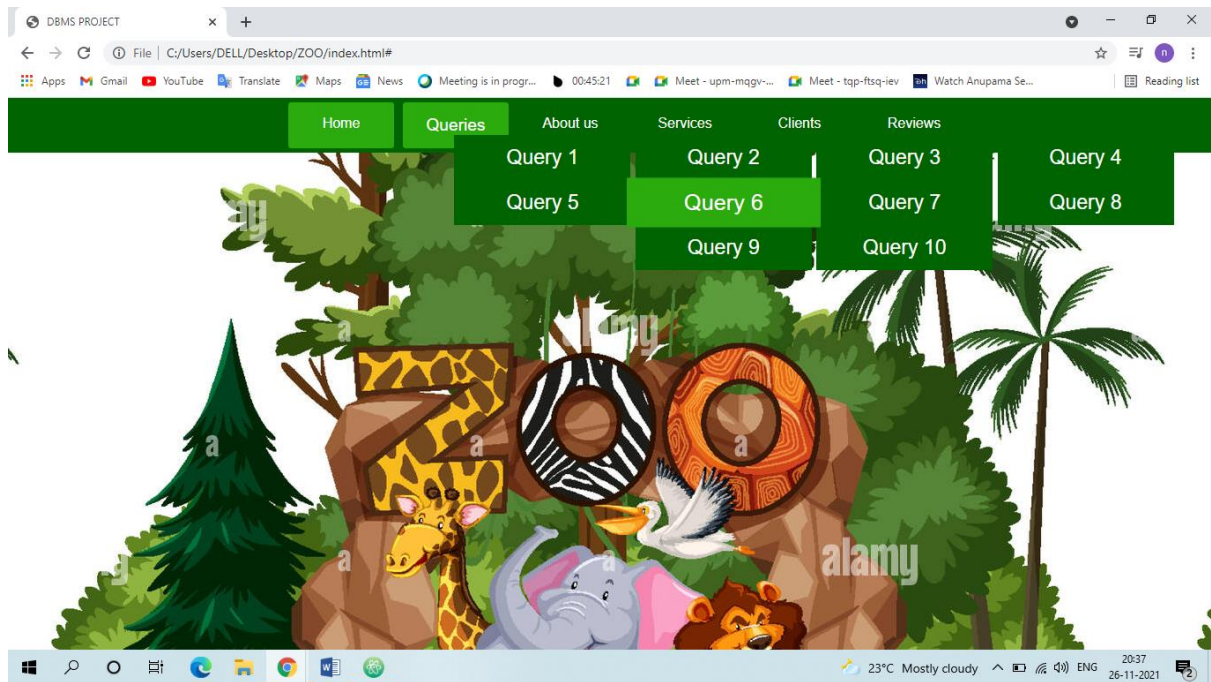 DBMS PROJECT
File | C:/Users/DELL/Desktop/ZOO/index.html#
n
Apps Gmail YouTube Translate Maps News Meeting is in progr... 00:45:21 Meet - upm-mqgv-... Meet - tqp-ftsq-iev Watch Anupama Se... Reading list
Home Queries About us Services Clients Reviews
Query 1 Query 2 Query 3 Query 4
Query 5 Query 6 Query 7 Query 8
Query 9 Query 10
a alamy
ZOO
a a a
a a alamy
23°C Mostly cloudy ENG 20:37
26-11-2021
2